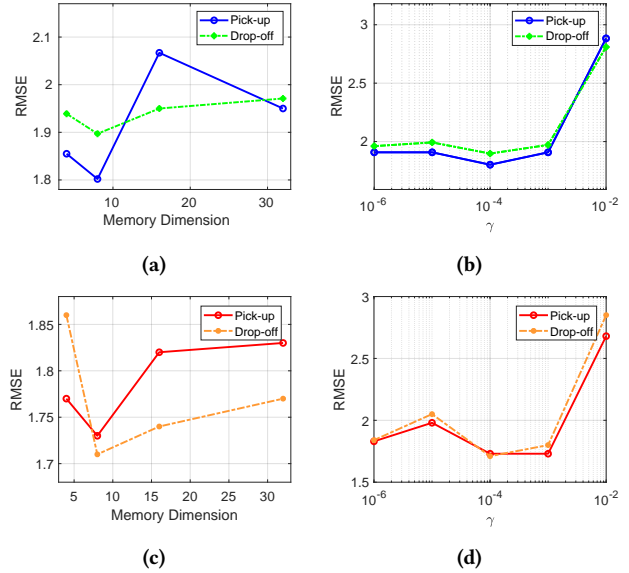 Pick-up
Drop-off
RMSE
2.1
2
1.9
1.8
10
20
30
Memory Dimension
(a)
Pick-up
Drop-off
RMSE
3
2.5
2
10^-6
10^-4
10^-2
γ
(b)
Pick-up
Drop-off
RMSE
1.85
1.8
1.75
1.7
5
10
15
20
25
30
Memory Dimension
(c)
Pick-up
Drop-off
RMSE
3
2.5
2
1.5
10^-6
10^-4
10^-2
γ
(d)